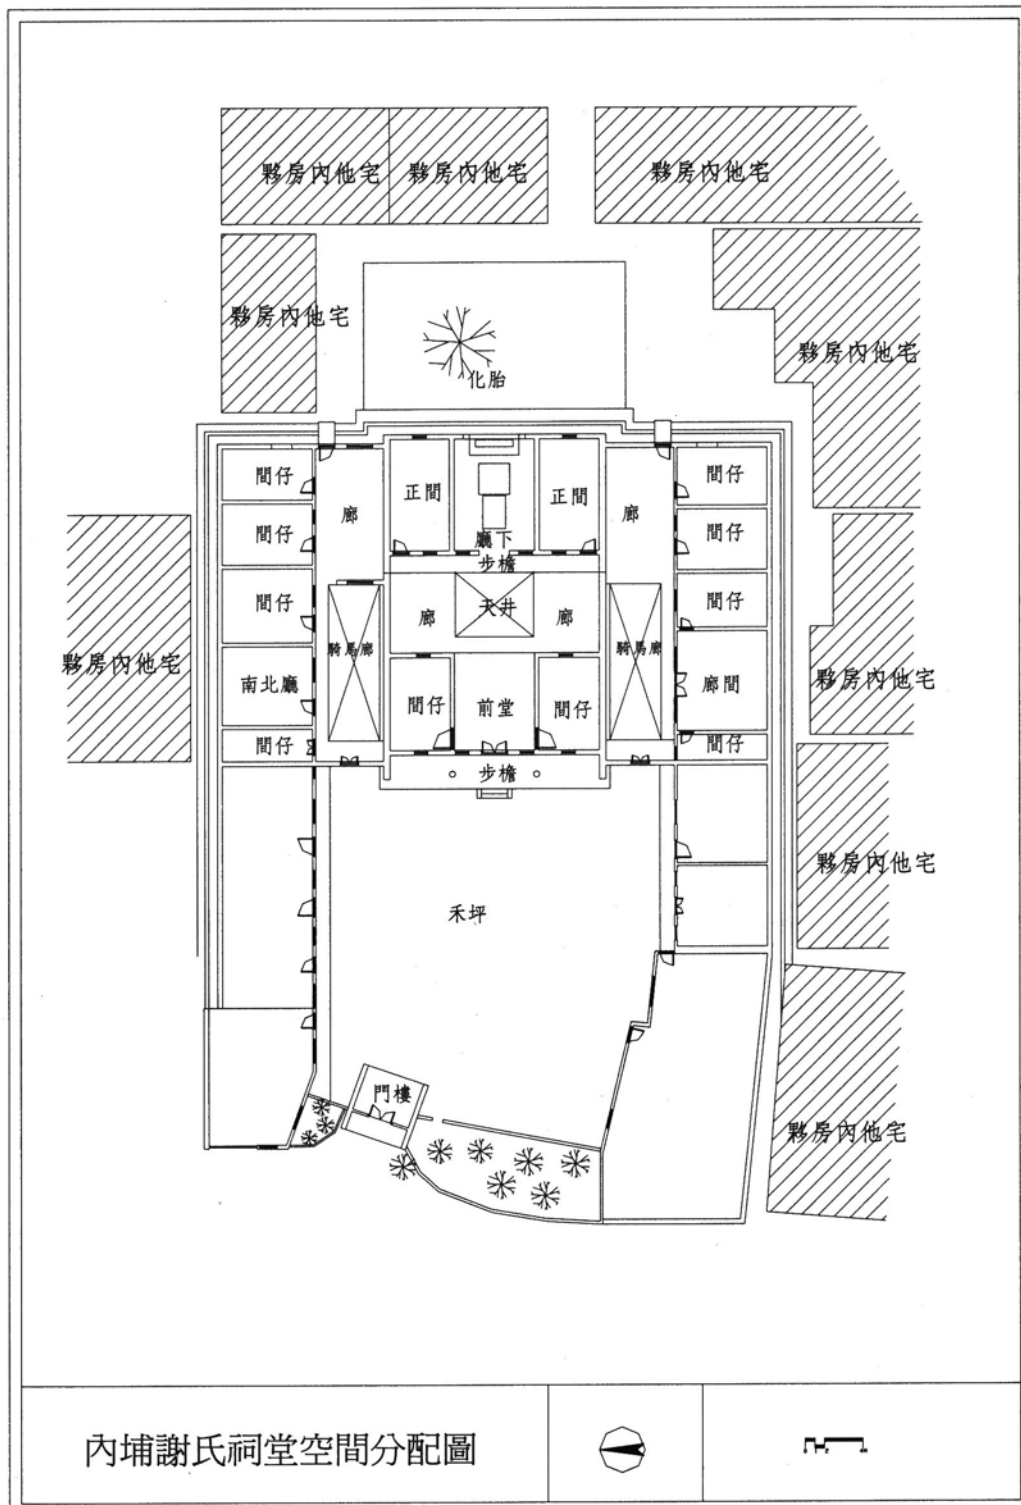 夥房內他宅 夥房內他宅 夥房內他宅
夥房內他宅
夥房內他宅
化胎
間仔 廊 正間 正間 廊 間仔
廳下
間仔 步檐 間仔
間仔 廊 天井 廊 間仔
騎馬廊 騎馬廊
夥房內他宅 夥房內他宅
南北廳 間仔 前堂 間仔 廊間
間仔 間仔
步檐
夥房內他宅
禾坪
門樓
夥房內他宅
內埔謝氏祠堂空間分配圖